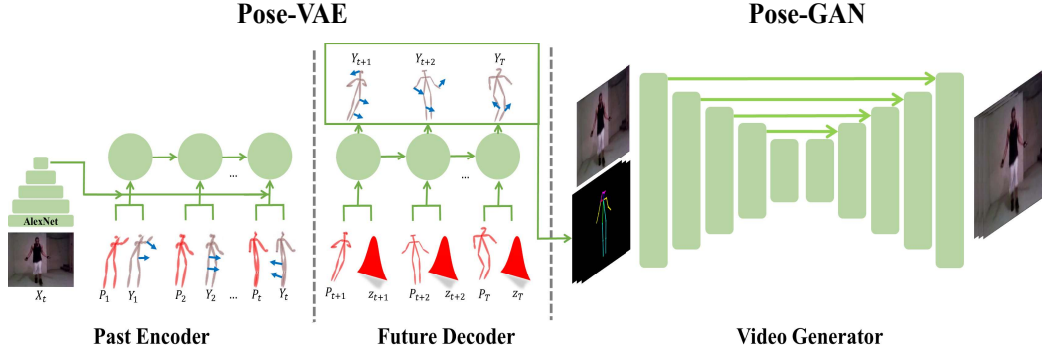 Pose-VAE
Pose-GAN
Y_{t+1} Y_{t+2} Y_T
... ...
AlexNet
X_t P_1 Y_1 P_2 Y_2 ... P_t Y_t
P_{t+1} z_{t+1} P_{t+2} z_{t+2} P_T z_T
Past Encoder
Future Decoder
Video Generator